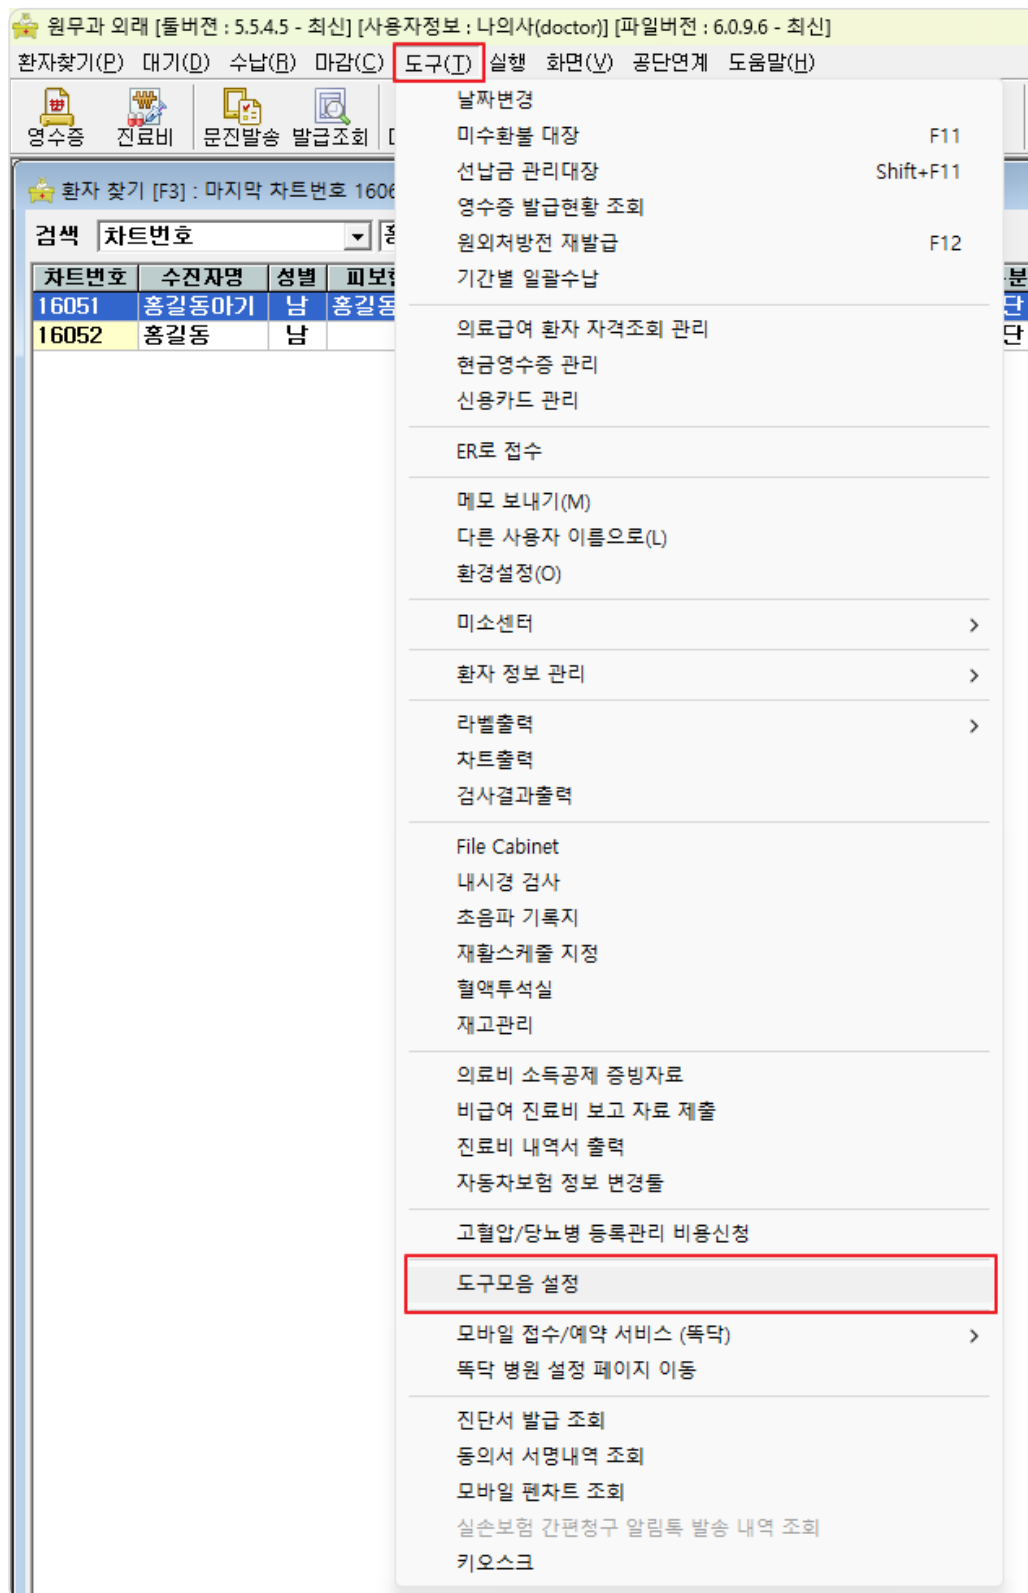 원무과 외래 [툴버젼 : 5.5.4.5 - 최신] [사용자정보 : 나의사(doctor)] [파일버전 : 6.0.9.6 - 최신]
환자찾기(P) 대기(D) 수납(R) 마감(C) 도구(T) 실행 화면(V) 공단연계 도움말(H)
영수증 진료비 문진발송 발급조회
환자 찾기 [F3] : 마지막 차트번호 1606
검색 차트번호
차트번호 수진자명 성별 피보험 분
16051 홍길동아기 남 홍길동 단
16052 홍길동 남 단
날짜변경
미수환불 대장 F11
선납금 관리대장 Shift+F11
영수증 발급현황 조회
원외처방전 재발급 F12
기간별 일괄수납
의료급여 환자 자격조회 관리
현금영수증 관리
신용카드 관리
ER로 접수
메모 보내기(M)
다른 사용자 이름으로(L)
환경설정(O)
미소센터
환자 정보 관리
라벨출력
차트출력
검사결과출력
File Cabinet
내시경 검사
초음파 기록지
재활스케줄 지정
혈액투석실
재고관리
의료비 소득공제 증빙자료
비급여 진료비 보고 자료 제출
진료비 내역서 출력
자동차보험 정보 변경툴
고혈압/당뇨병 등록관리 비용신청
도구모음 설정
모바일 접수/예약 서비스 (똑닥)
똑닥 병원 설정 페이지 이동
진단서 발급 조회
동의서 서명내역 조회
모바일 펜차트 조회
실손보험 간편청구 알림톡 발송 내역 조회
키오스크